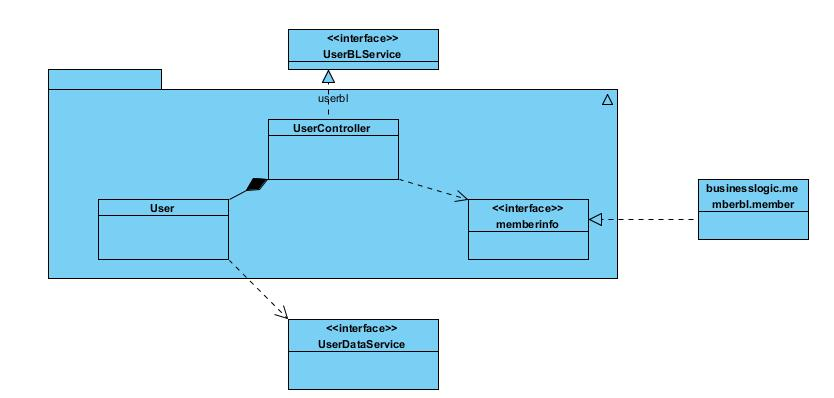 <<interface>>
UserBLService
userbl
UserController
User
<<interface>>
memberinfo
businesslogic.me
mberbl.member
<<interface>>
UserDataService